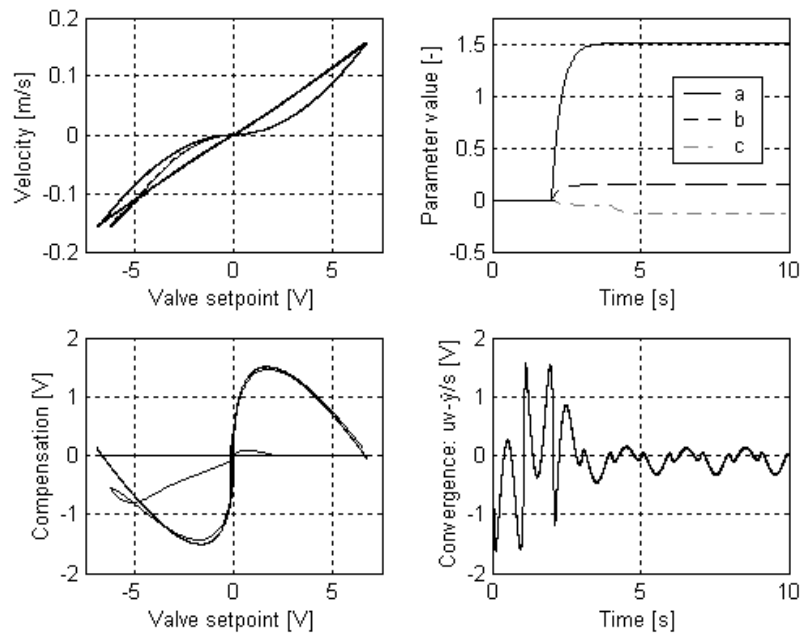 0.2
0.1
0
-0.1
-0.2
-5 0 5
Velocity [m/s]
Valve setpoint [V]
1.5
1
0.5
0
-0.5
0 5 10
Parameter value [-]
Time [s]
a
b
c
2
1
0
-1
-2
-5 0 5
Compensation [V]
Valve setpoint [V]
2
1
0
-1
-2
0 5 10
Convergence: uv-ẏ/s [V]
Time [s]